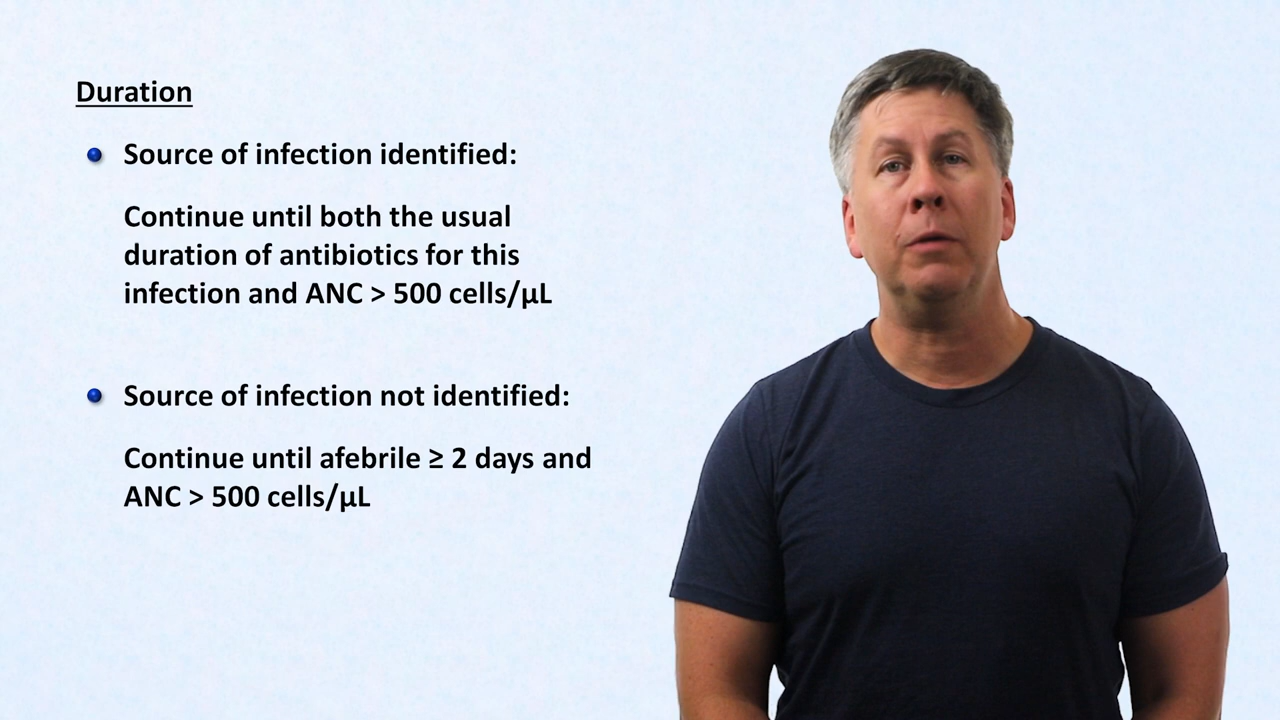 Duration
Source of infection identified:
Continue until both the usual
duration of antibiotics for this
infection and ANC > 500 cells/µL
Source of infection not identified:
Continue until afebrile ≥ 2 days and
ANC > 500 cells/µL